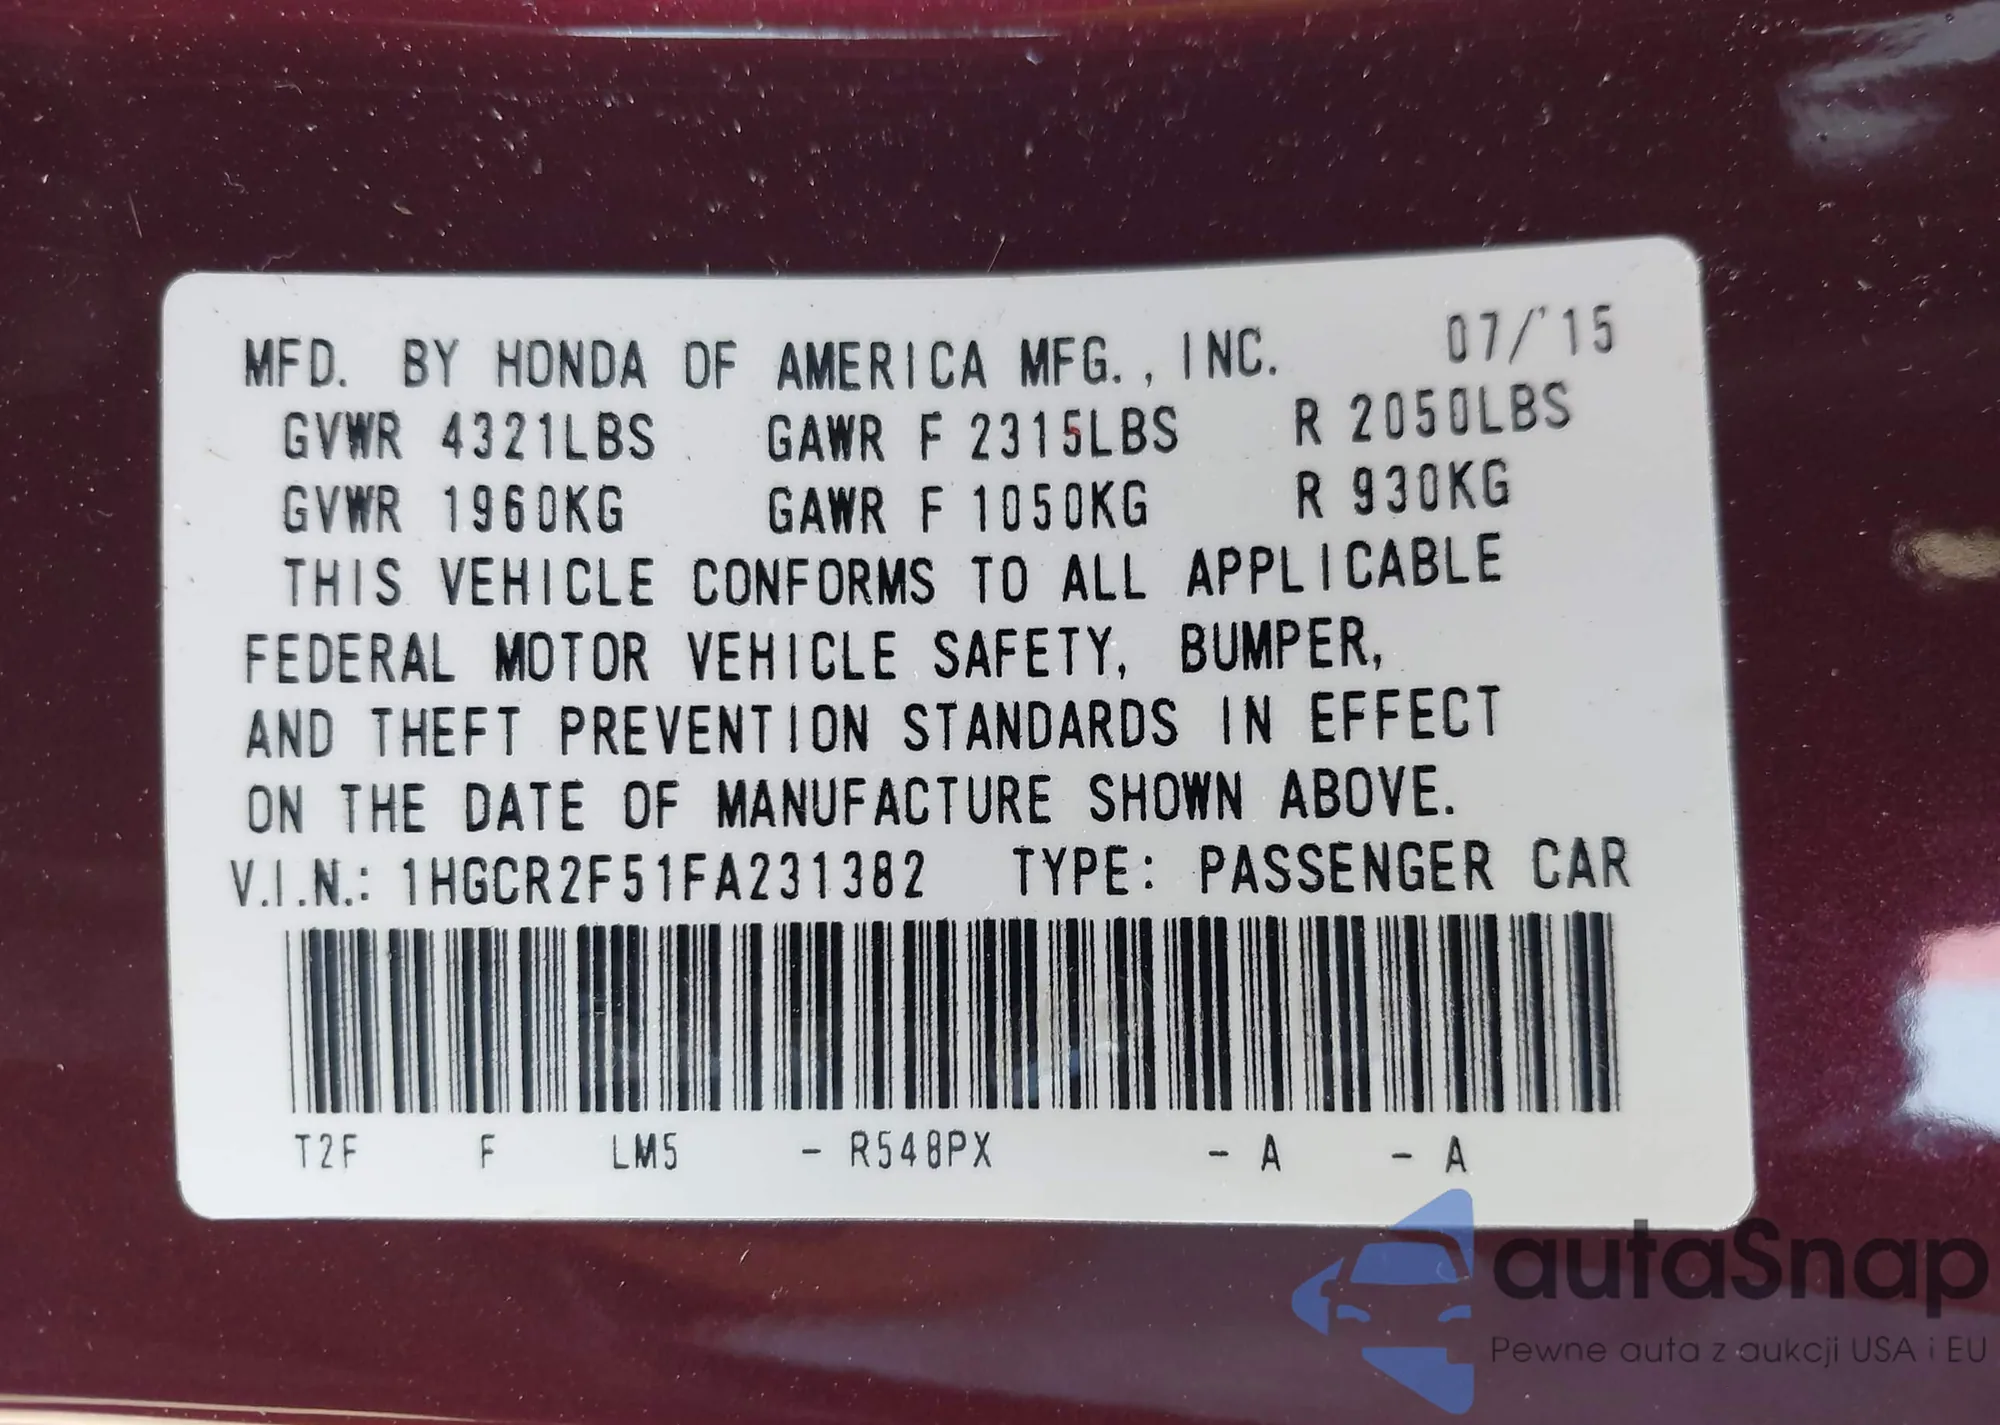 MFD. BY HONDA OF AMERICA MFG., INC. 07/'15
GVWR 4321LBS GAWR F 2315LBS R 2050LBS
GVWR 1960KG GAWR F 1050KG R 930KG
THIS VEHICLE CONFORMS TO ALL APPLICABLE
FEDERAL MOTOR VEHICLE SAFETY, BUMPER,
AND THEFT PREVENTION STANDARDS IN EFFECT
ON THE DATE OF MANUFACTURE SHOWN ABOVE.
V.I.N.: 1HGCR2F51FA231382 TYPE: PASSENGER CAR
T2F F LM5 - R548PX - A - A
autaSnap
Pewne auta z aukcji USA i EU